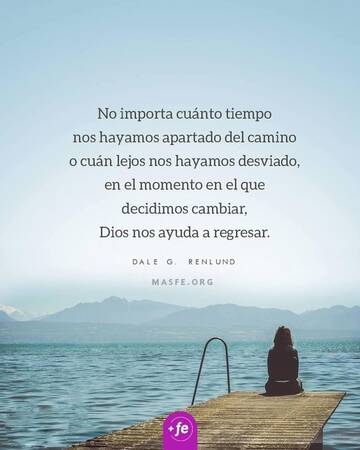 No importa cuánto tiempo
nos hayamos apartado del camino
o cuán lejos nos hayamos desviado,
en el momento en el que
decidimos cambiar,
Dios nos ayuda a regresar.
DALE G. RENLUND
MASFE.ORG
+fe